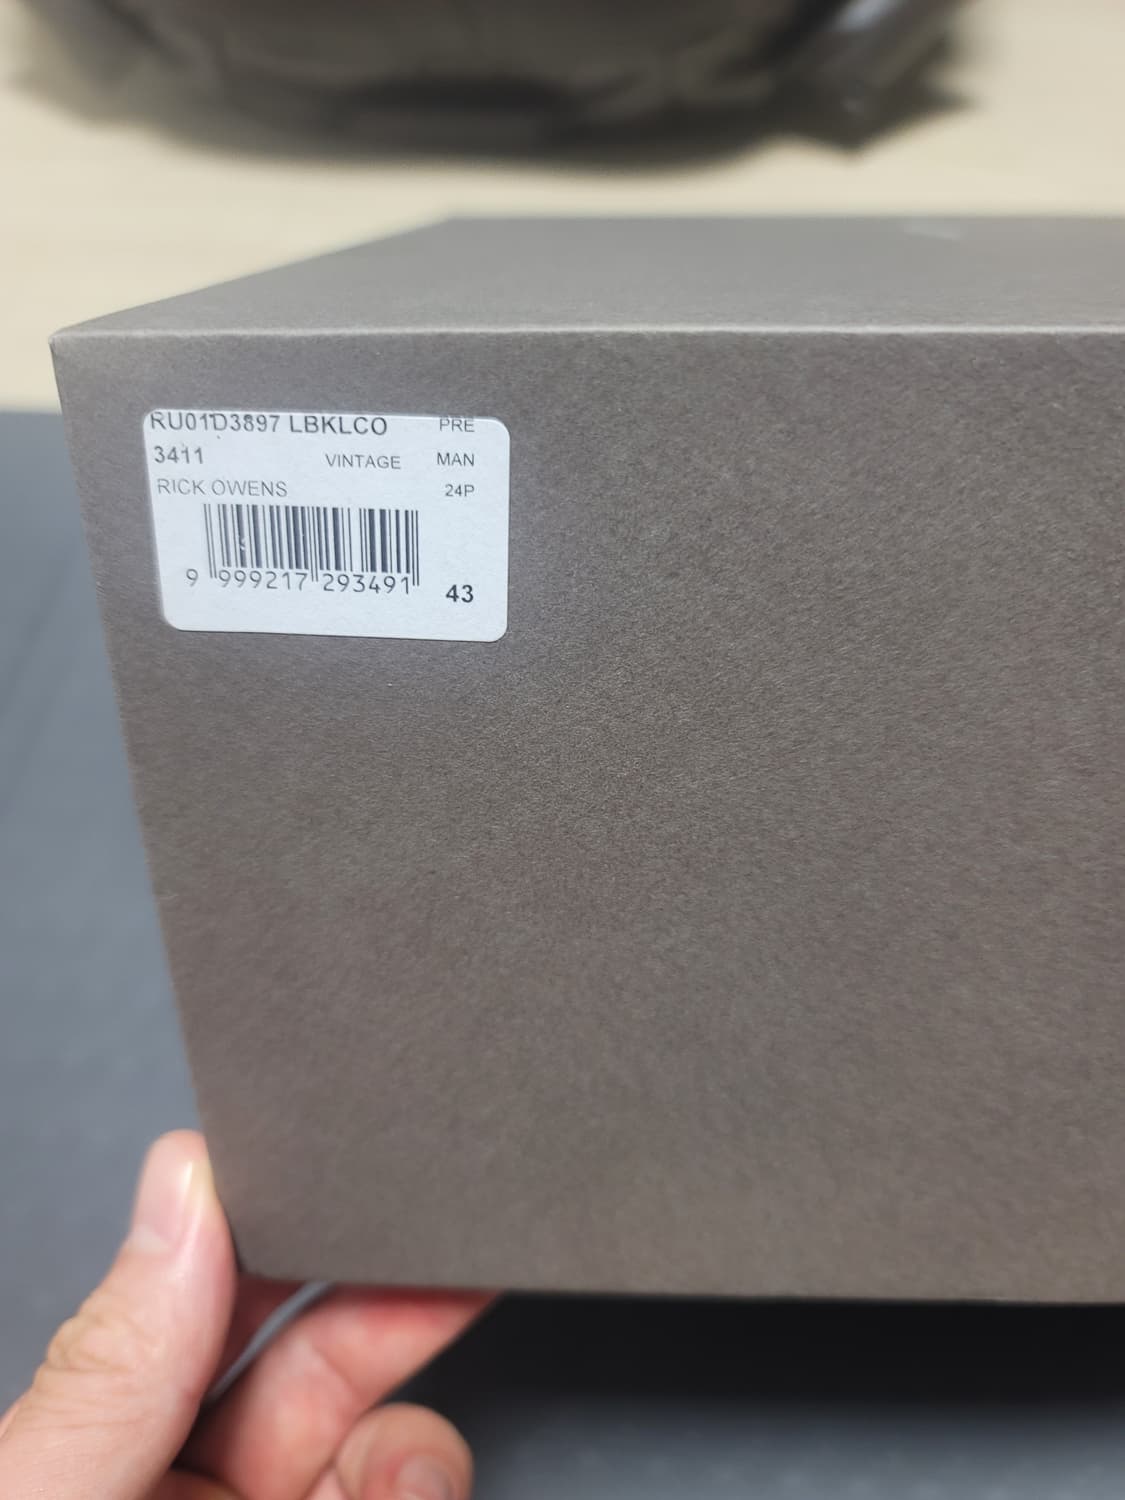 RU01D3897 LBKLCO PRE
3411 VINTAGE MAN
RICK OWENS 24P
9 999217 293491 43